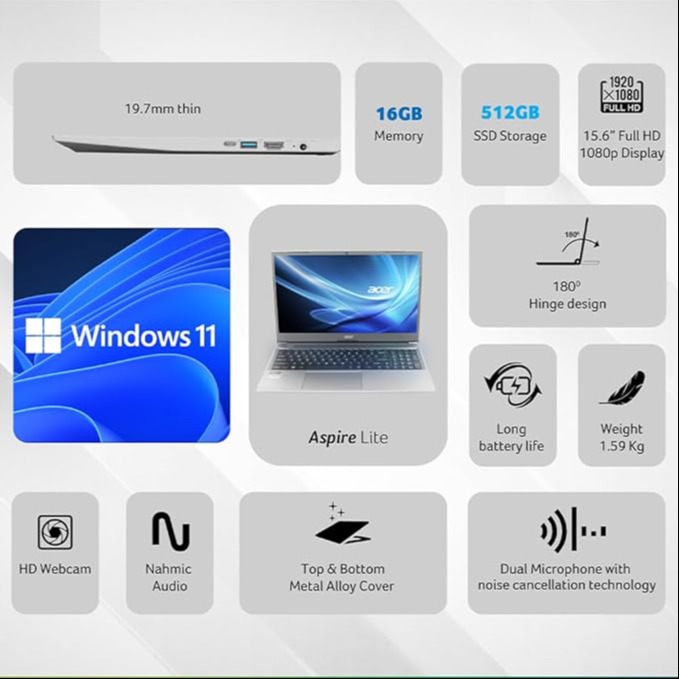 19.7mm thin
16GB
Memory
512GB
SSD Storage
1920
×1080
FULL HD
15.6" Full HD
1080p Display
Windows 11
acer
acer
Aspire Lite
180°
180°
Hinge design
Long
battery life
Weight
1.59 Kg
HD Webcam
Nahmic
Audio
Top & Bottom
Metal Alloy Cover
Dual Microphone with
noise cancellation technology